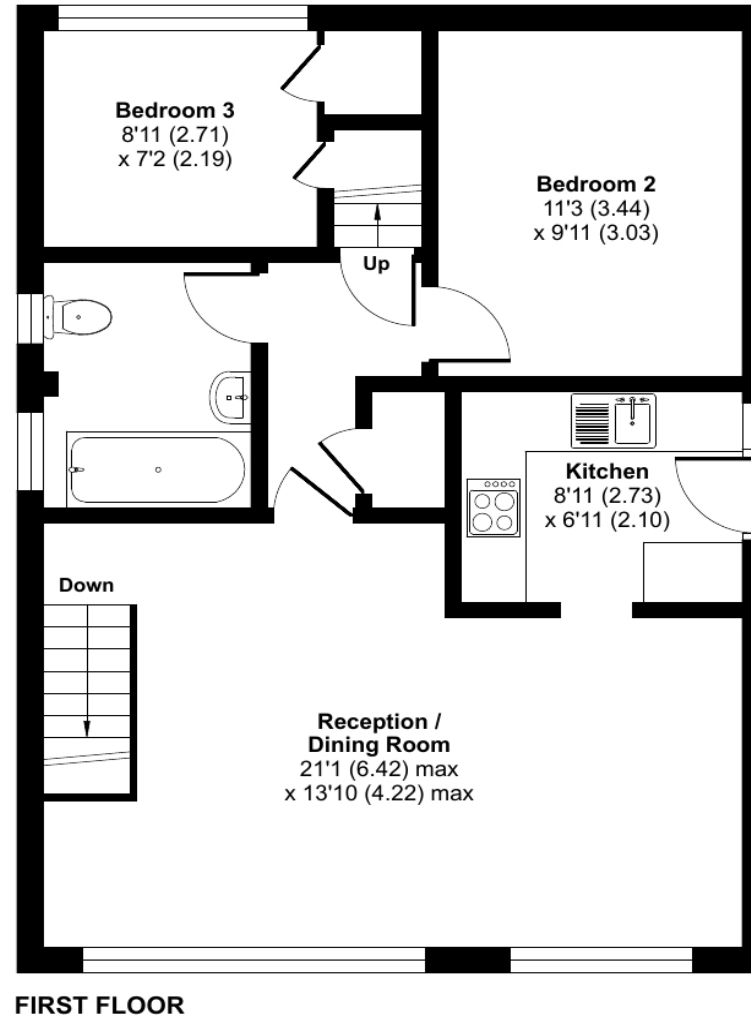 Bedroom 3
8'11 (2.71)
x 7'2 (2.19)
Bedroom 2
11'3 (3.44)
x 9'11 (3.03)
Up
Kitchen
8'11 (2.73)
x 6'11 (2.10)
Down
Reception /
Dining Room
21'1 (6.42) max
x 13'10 (4.22) max
FIRST FLOOR